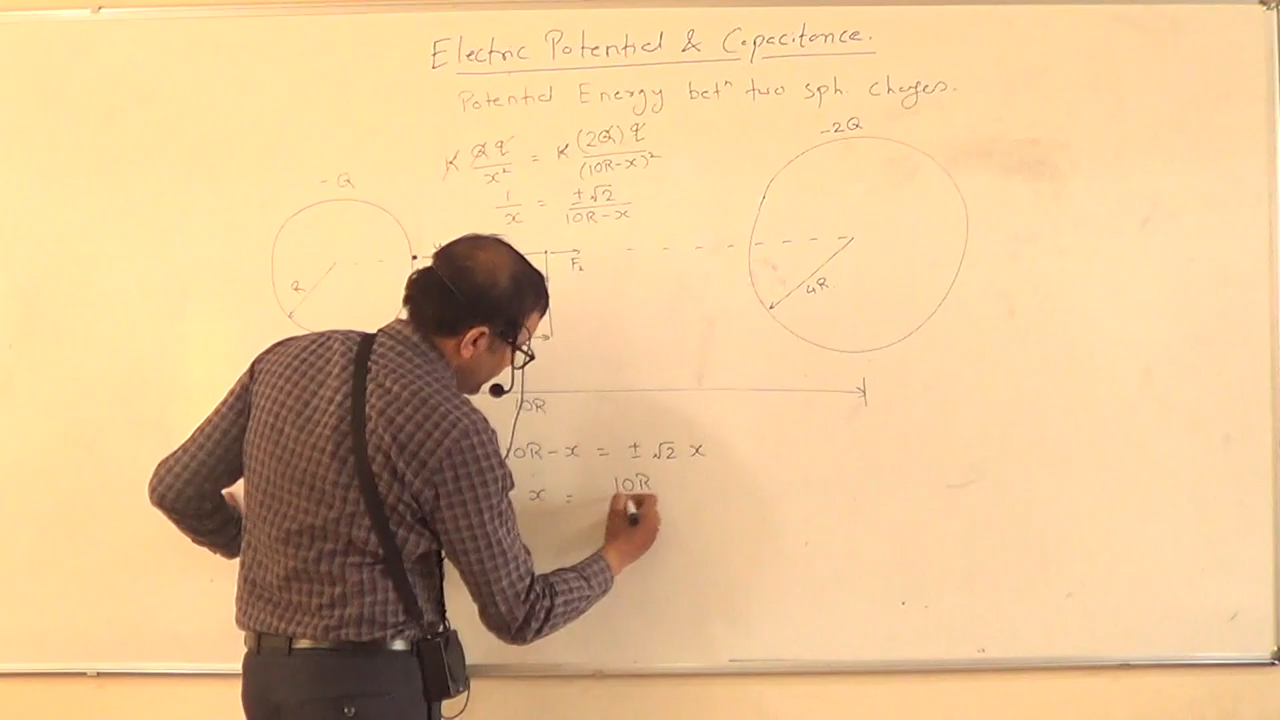 Electric Potential & Capacitance.
Potential Energy betⁿ two sph. charges.
K Qq/x² = K (2Q)q/(10R-x)²
1/x = ±√2/10R-x
-Q
-2Q
R
F₂
4R
10R
10R-x = ±√2 x
x = 10R